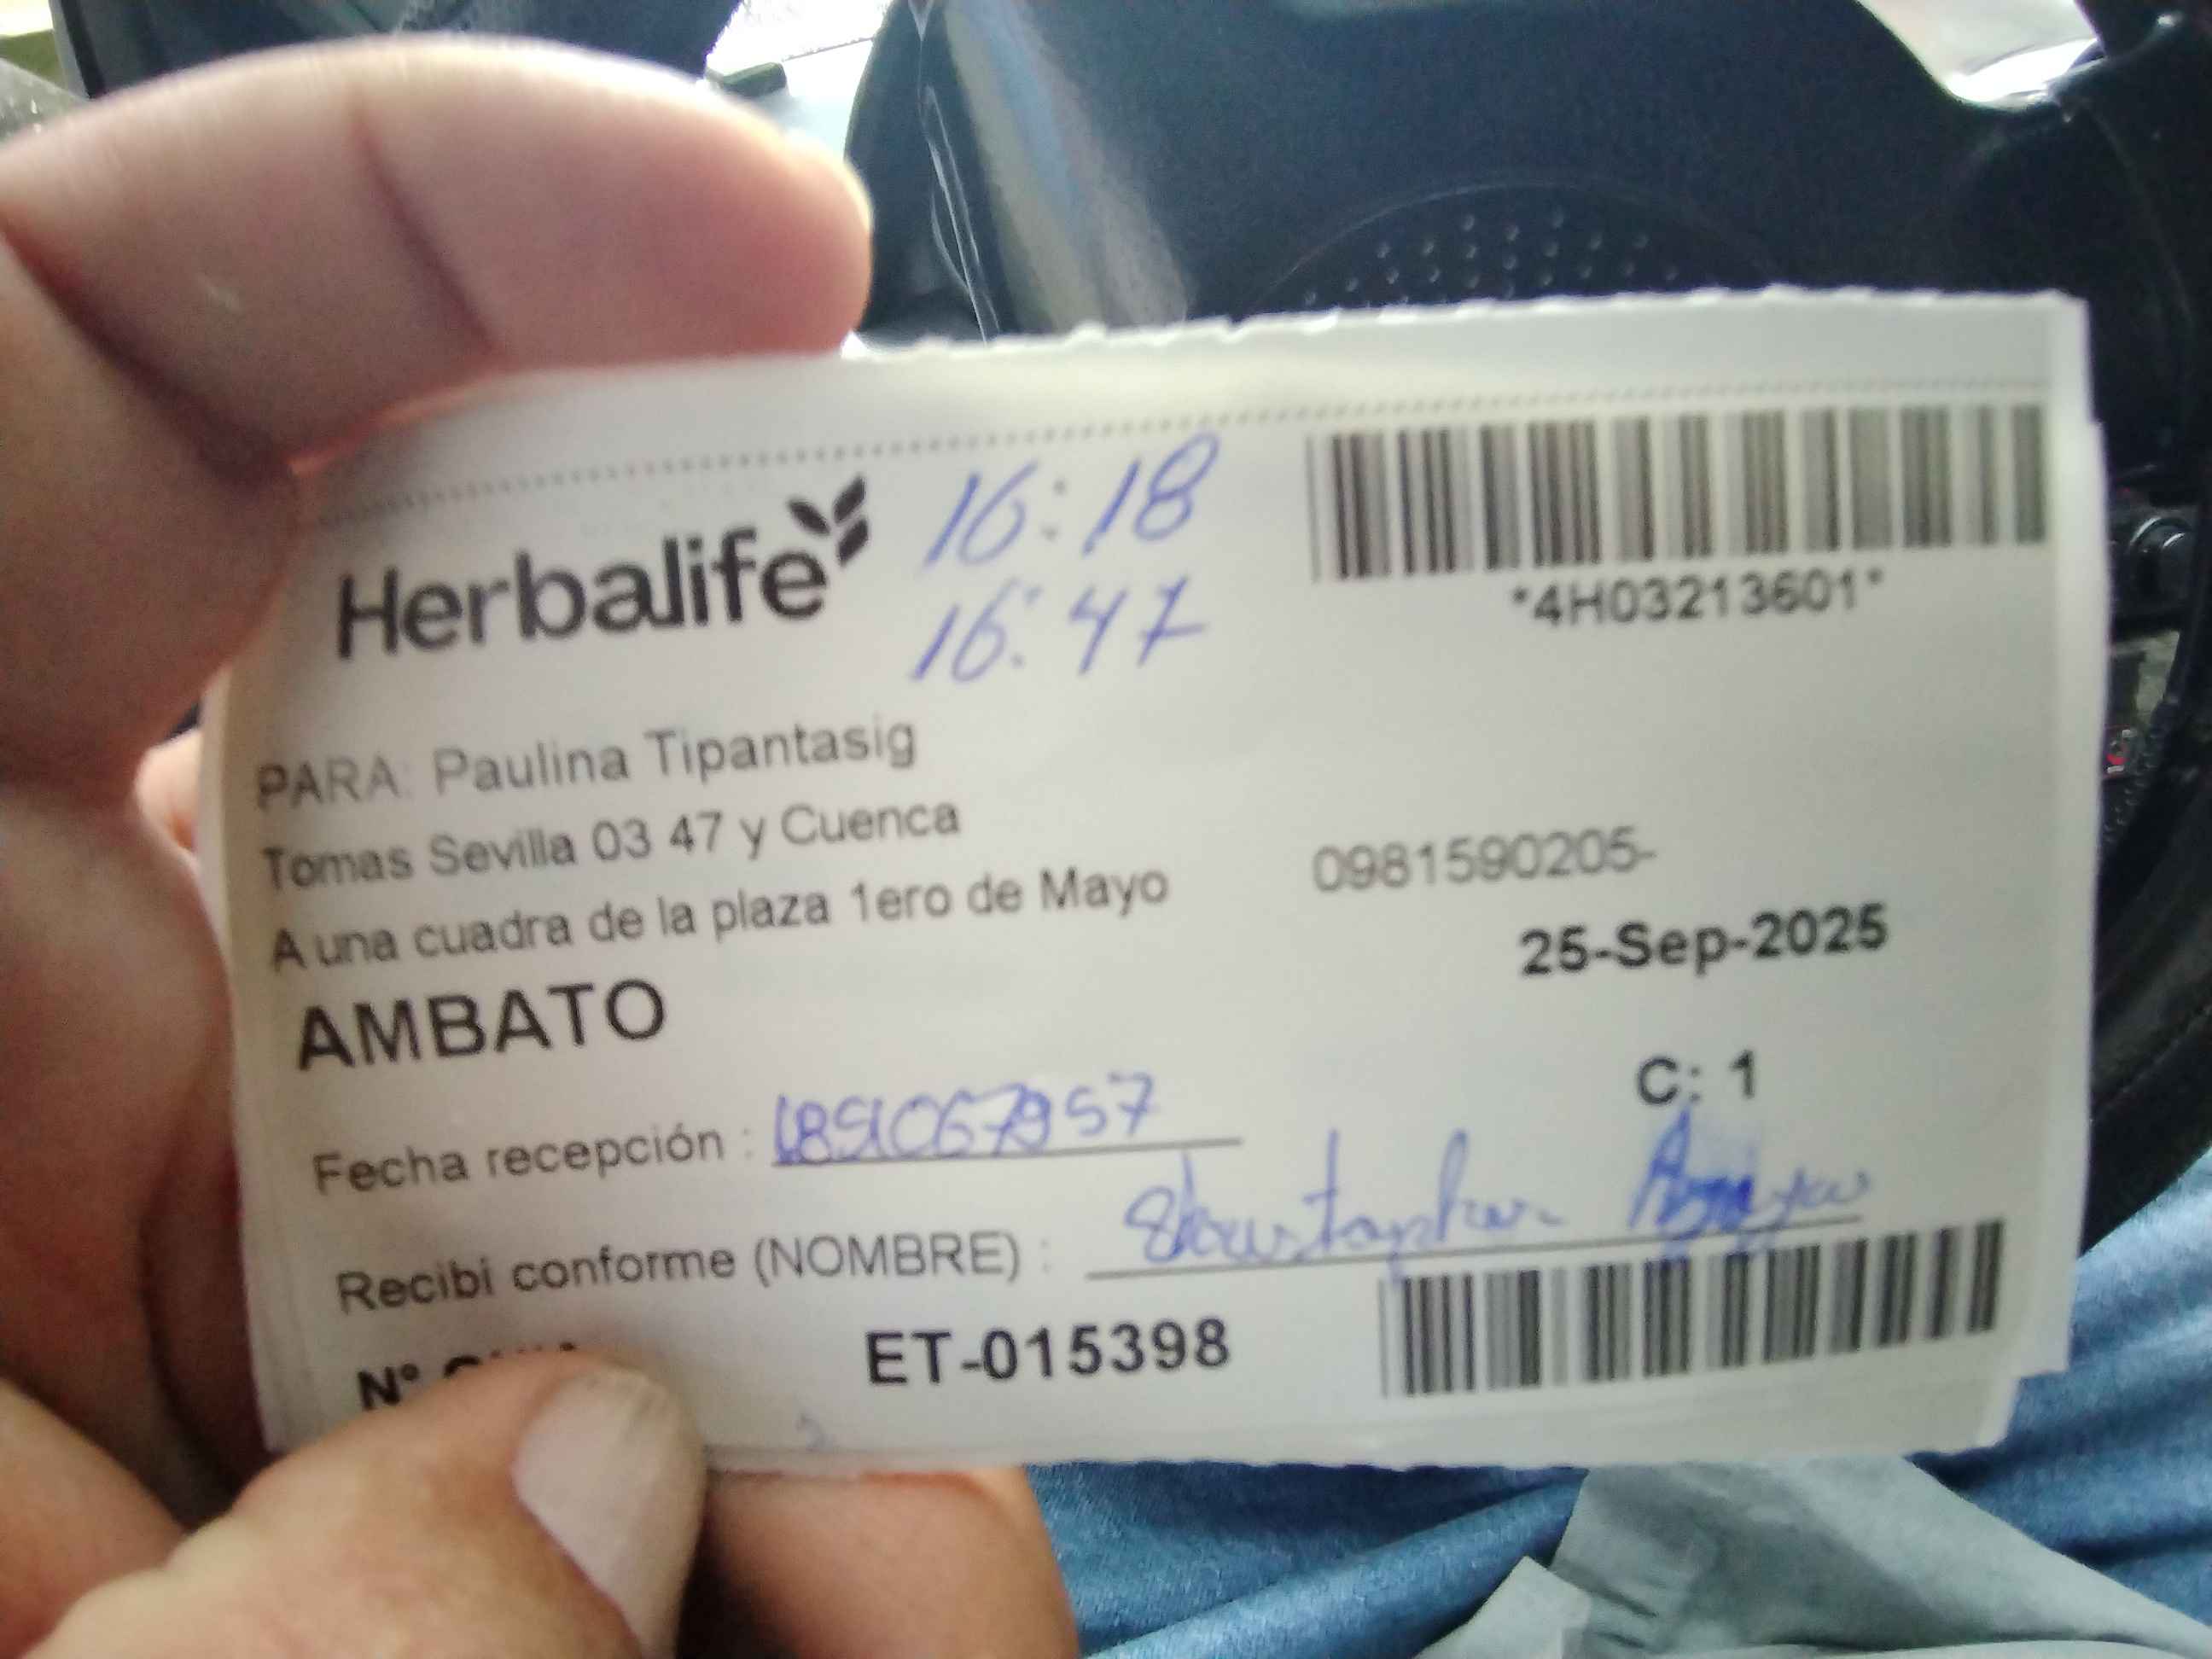 Herbalife
16:18
16:47
*4H03213601*
PARA: Paulina Tipantasig
Tomas Sevilla 03 47 y Cuenca
A una cuadra de la plaza 1ero de Mayo
0981590205-
25-Sep-2025
AMBATO
C: 1
Fecha recepción :
Recibi conforme (NOMBRE) :
N°
ET-015398